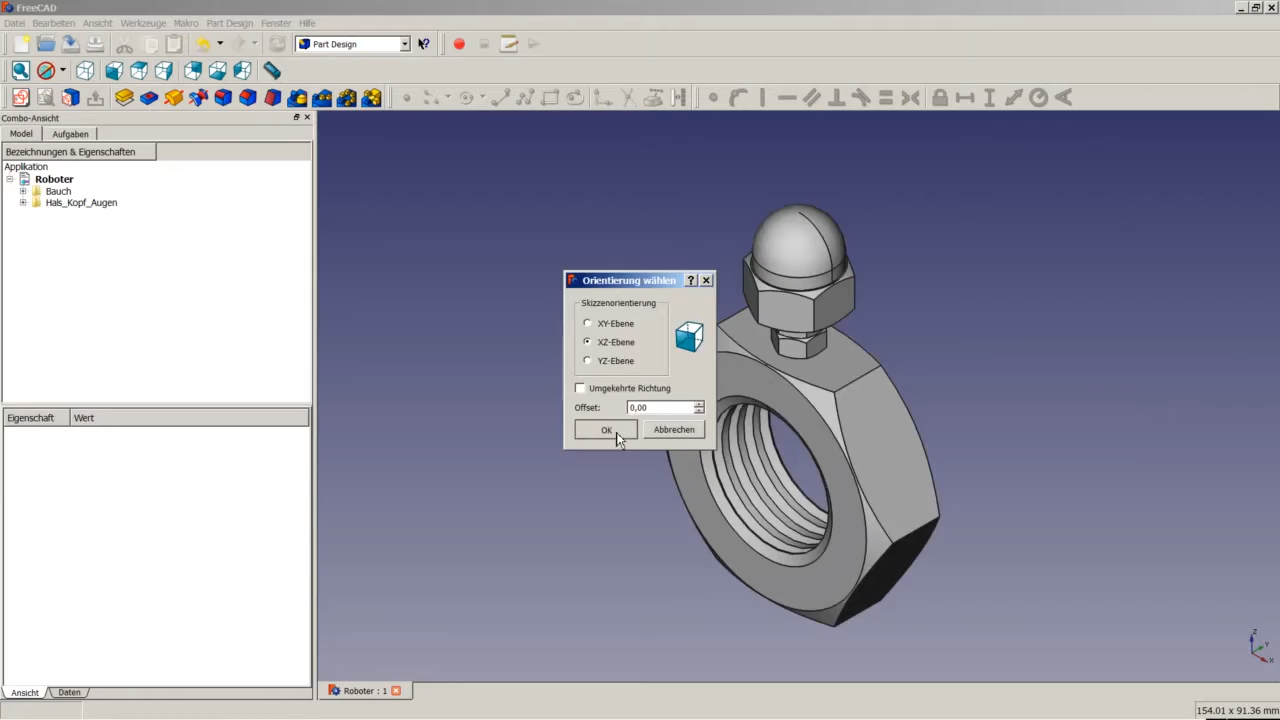 FreeCAD
Datei Bearbeiten Ansicht Werkzeuge Makro Part Design Fenster Hilfe
Part Design
Combo-Ansicht
Model Aufgaben
Bezeichnungen & Eigenschaften
Applikation
Roboter
Bauch
Hals_Kopf_Augen
Eigenschaft Wert
Ansicht Daten
Orientierung wählen
Skizzenorientierung
XY-Ebene
XZ-Ebene
YZ-Ebene
Umgekehrte Richtung
Offset: 0,00
OK Abbrechen
Z
Y
X
Roboter : 1
154.01 x 91.36 mm